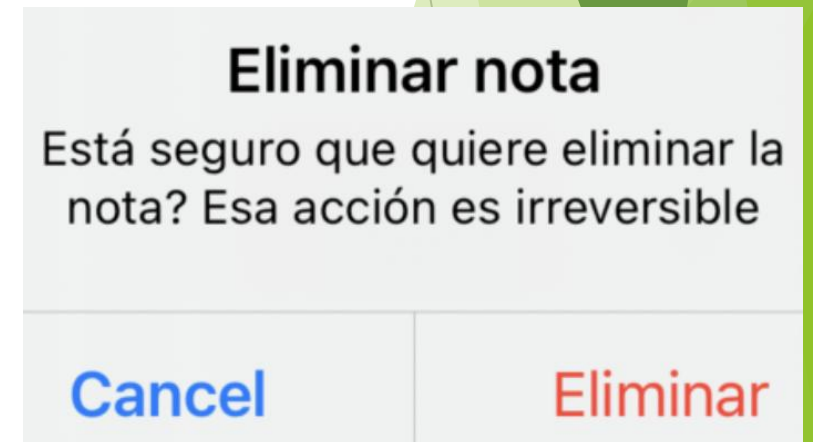 Eliminar nota
Está seguro que quiere eliminar la
nota? Esa acción es irreversible
Cancel
Eliminar